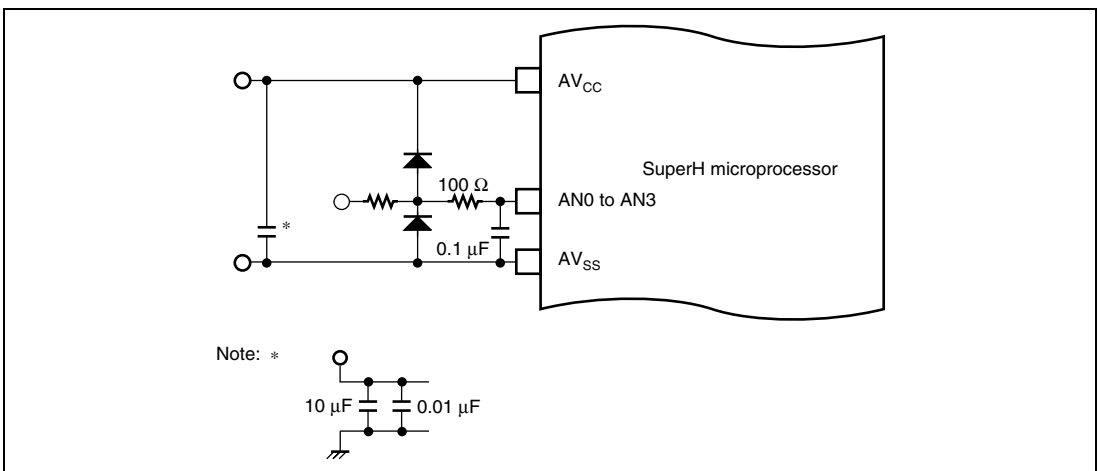 AVCC
SuperH microprocessor
100 Ω
AN0 to AN3
*
0.1 μF
AVSS
Note: *
10 μF
0.01 μF